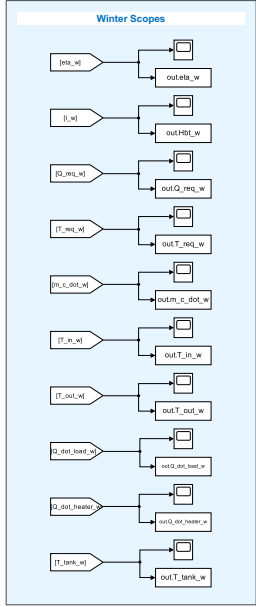 Winter Scopes
[eta_w]
out.eta_w
[I_w]
out.Hbt_w
[Q_req_w]
out.Q_req_w
[T_req_w]
out.T_req_w
[m_c_dot_w]
out.m_c_dot_w
[T_in_w]
out.T_in_w
[T_out_w]
out.T_out_w
[Q_dot_load_w]
out.Q_dot_load_w
[Q_dot_heater_w
out.Q_dot_heater_w
[T_tank_w]
out.T_tank_w